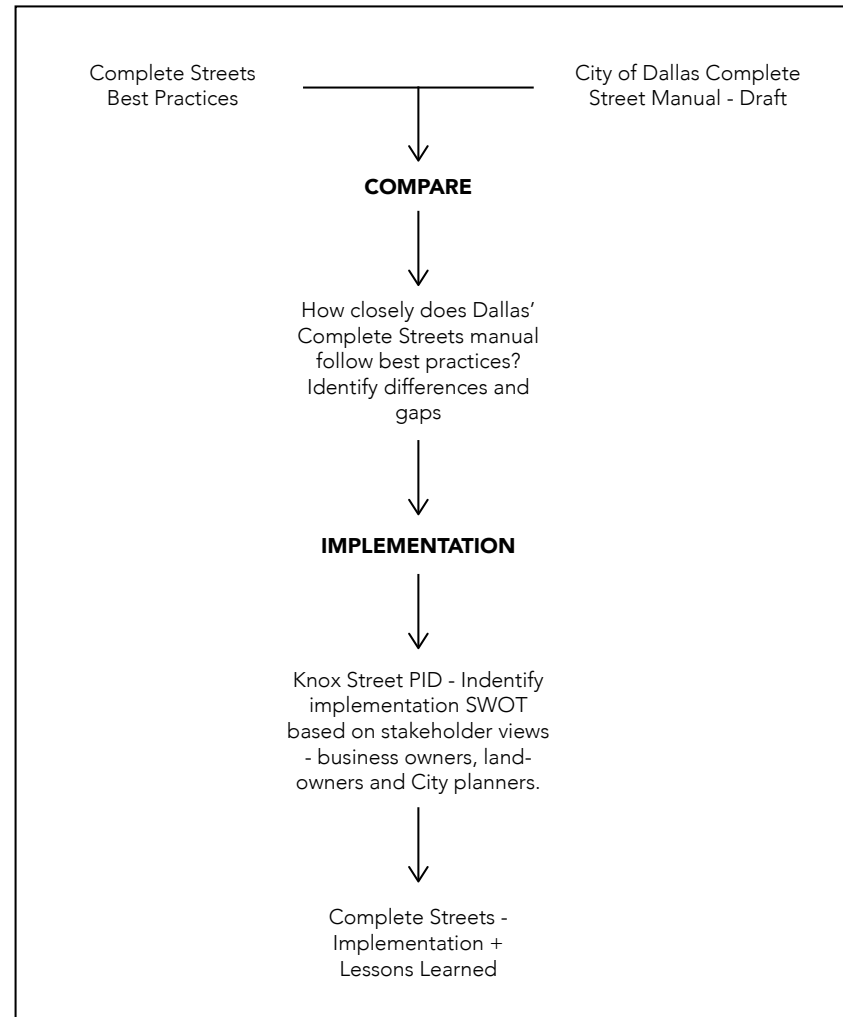 Complete Streets
Best Practices
City of Dallas Complete
Street Manual - Draft
COMPARE
How closely does Dallas’
Complete Streets manual
follow best practices?
Identify differences and
gaps
IMPLEMENTATION
Knox Street PID - Indentify
implementation SWOT
based on stakeholder views
- business owners, land-
owners and City planners.
Complete Streets -
Implementation +
Lessons Learned